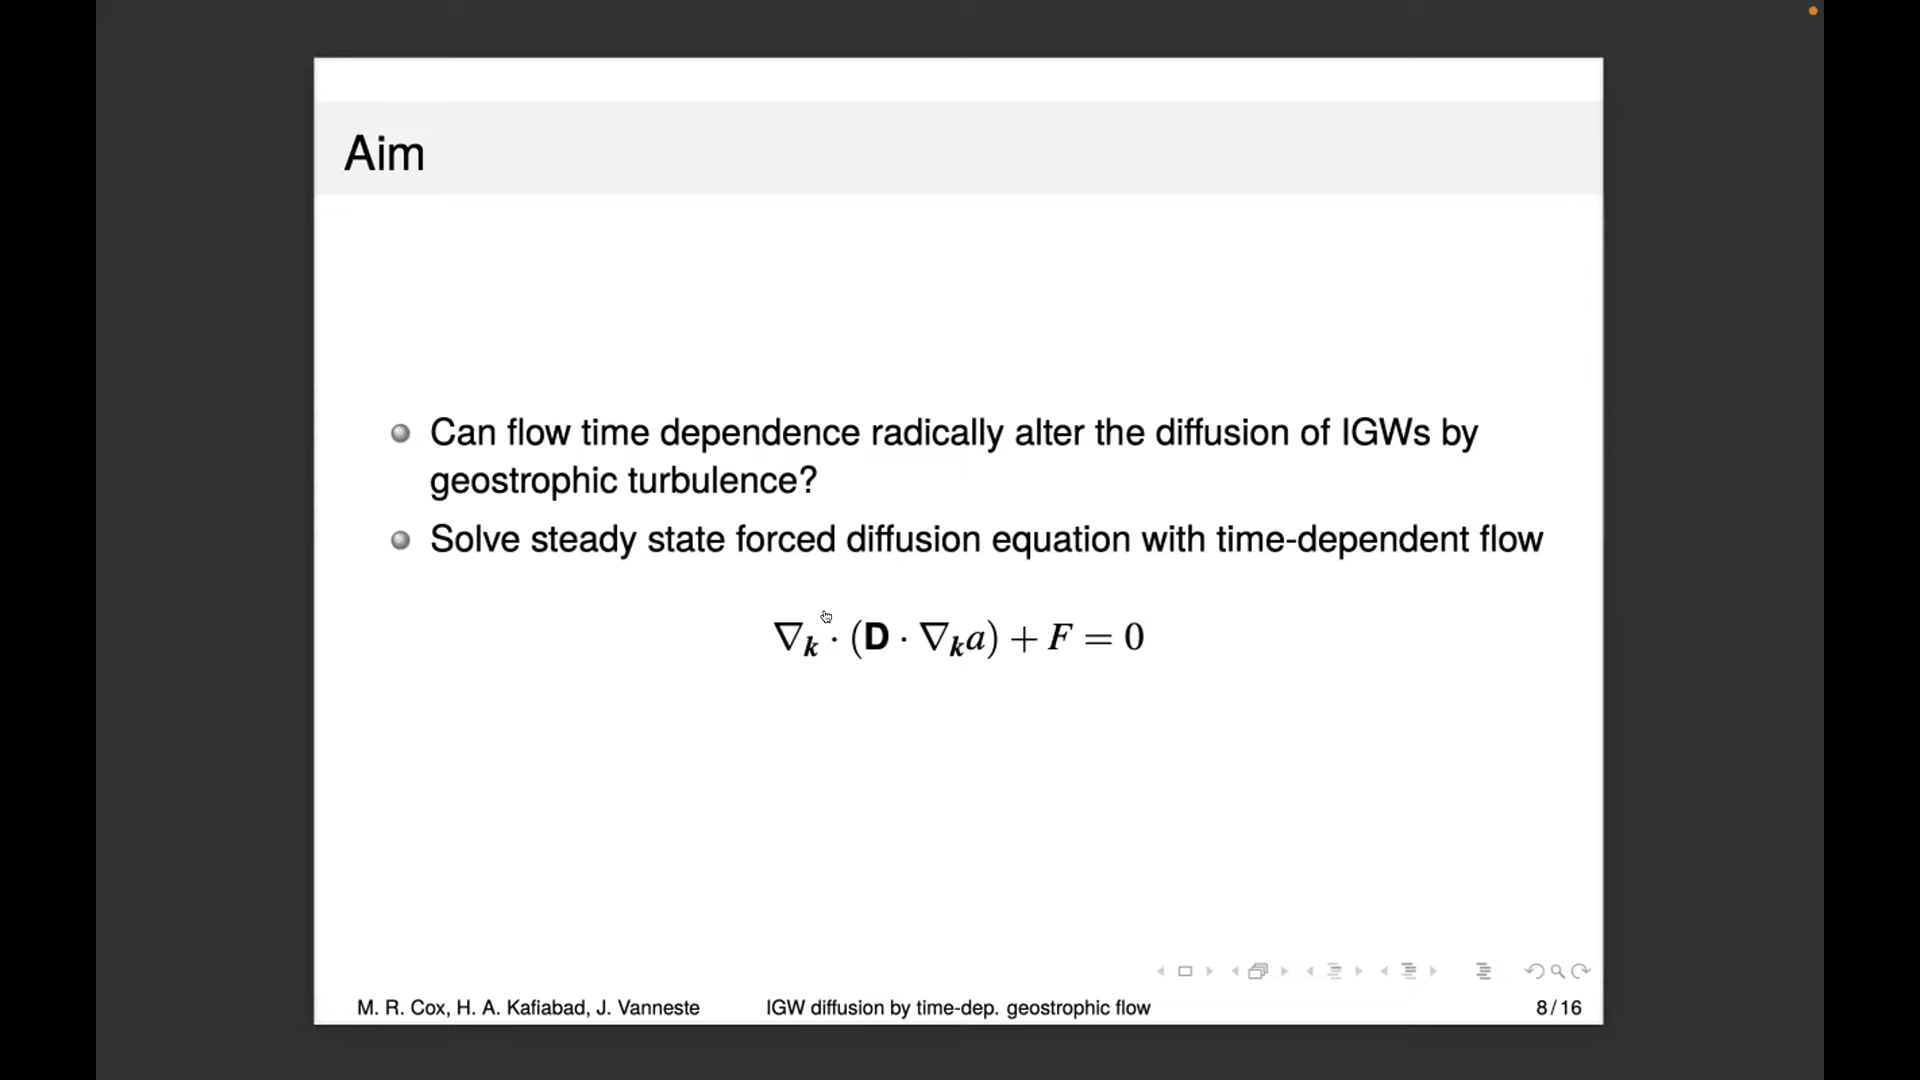 Aim
Can flow time dependence radically alter the diffusion of IGWs by
geostrophic turbulence?
Solve steady state forced diffusion equation with time-dependent flow
∇𝒌 · (𝗗 · ∇𝒌a) + F = 0
M. R. Cox, H. A. Kafiabad, J. Vanneste IGW diffusion by time-dep. geostrophic flow 8 / 16